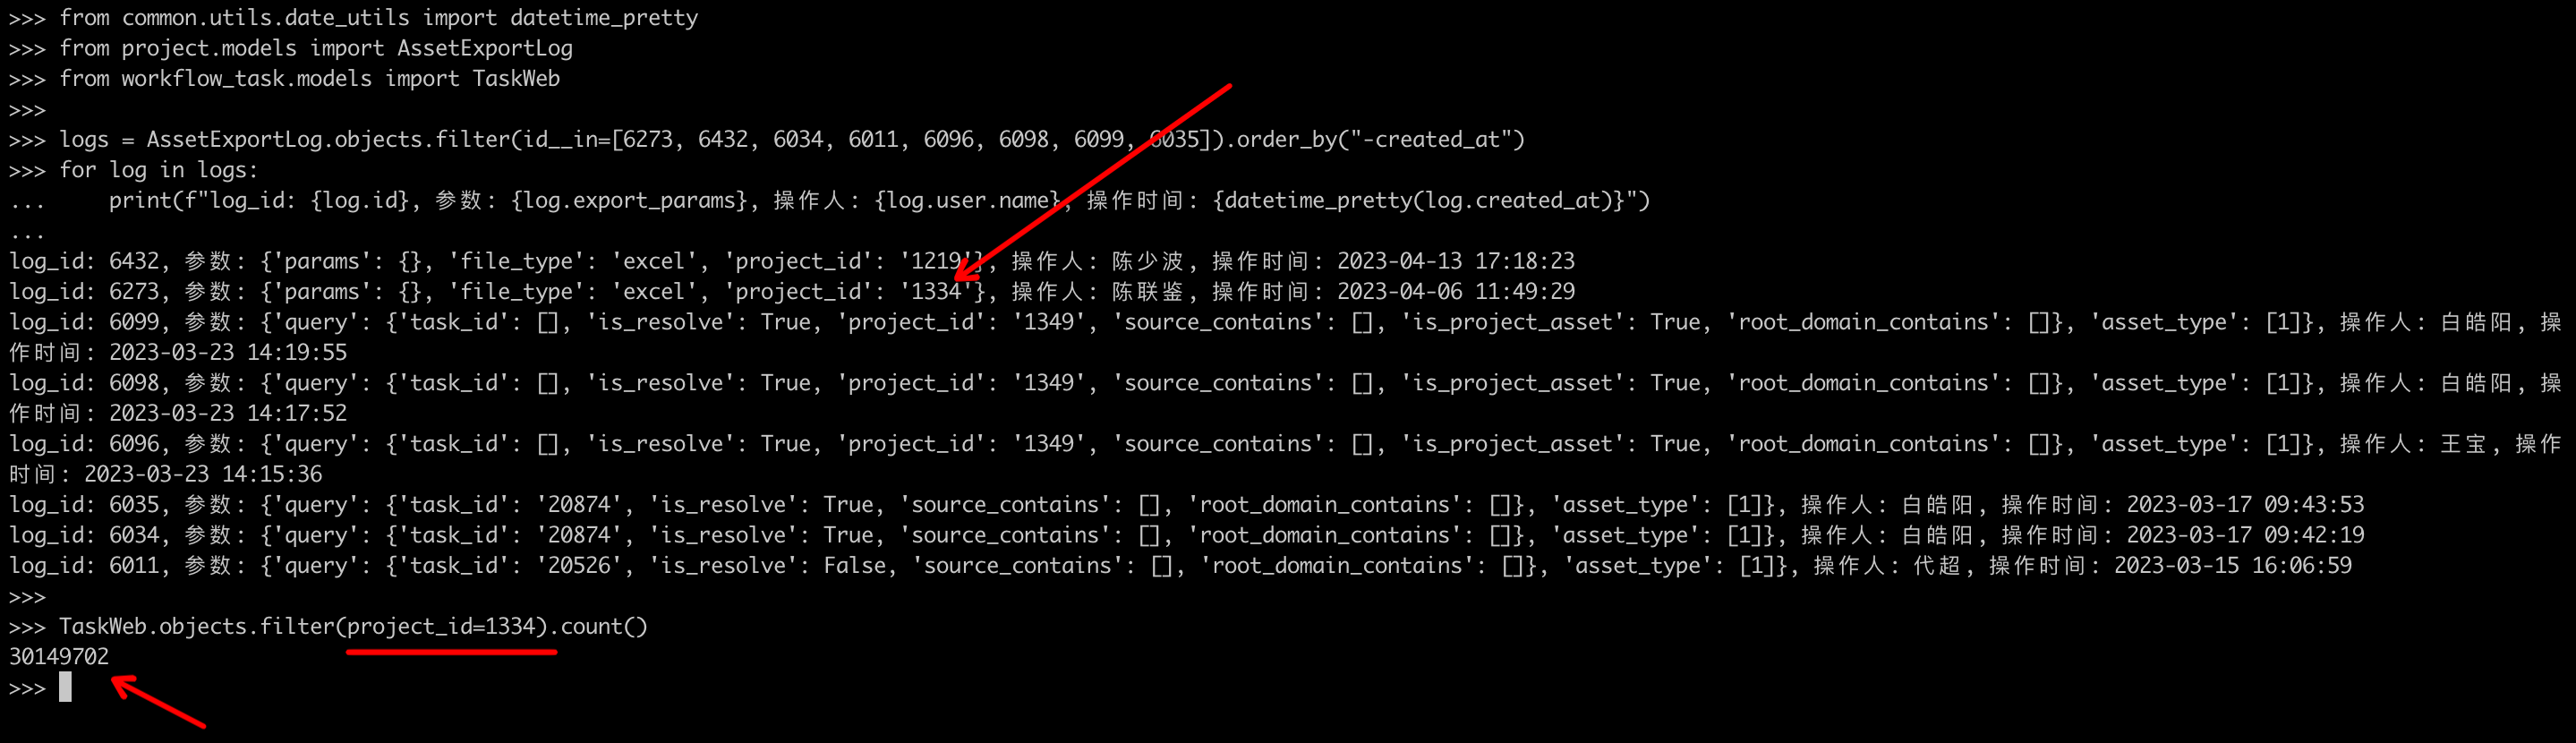 >>> from common.utils.date_utils import datetime_pretty
>>> from project.models import AssetExportLog
>>> from workflow_task.models import TaskWeb
>>>
>>> logs = AssetExportLog.objects.filter(id__in=[6273, 6432, 6034, 6011, 6096, 6098, 6099, 6035]).order_by("-created_at")
>>> for log in logs:
...     print(f"log_id: {log.id}, 参数: {log.export_params}, 操作人: {log.user.name}, 操作时间: {datetime_pretty(log.created_at)}")
...
log_id: 6432, 参数: {'params': {}, 'file_type': 'excel', 'project_id': '1219'}, 操作人: 陈少波, 操作时间: 2023-04-13 17:18:23
log_id: 6273, 参数: {'params': {}, 'file_type': 'excel', 'project_id': '1334'}, 操作人: 陈联鉴, 操作时间: 2023-04-06 11:49:29
log_id: 6099, 参数: {'query': {'task_id': [], 'is_resolve': True, 'project_id': '1349', 'source_contains': [], 'is_project_asset': True, 'root_domain_contains': []}, 'asset_type': [1]}, 操作人: 白皓阳, 操
作时间: 2023-03-23 14:19:55
log_id: 6098, 参数: {'query': {'task_id': [], 'is_resolve': True, 'project_id': '1349', 'source_contains': [], 'is_project_asset': True, 'root_domain_contains': []}, 'asset_type': [1]}, 操作人: 白皓阳, 操
作时间: 2023-03-23 14:17:52
log_id: 6096, 参数: {'query': {'task_id': [], 'is_resolve': True, 'project_id': '1349', 'source_contains': [], 'is_project_asset': True, 'root_domain_contains': []}, 'asset_type': [1]}, 操作人: 王宝, 操作
时间: 2023-03-23 14:15:36
log_id: 6035, 参数: {'query': {'task_id': '20874', 'is_resolve': True, 'source_contains': [], 'root_domain_contains': []}, 'asset_type': [1]}, 操作人: 白皓阳, 操作时间: 2023-03-17 09:43:53
log_id: 6034, 参数: {'query': {'task_id': '20874', 'is_resolve': True, 'source_contains': [], 'root_domain_contains': []}, 'asset_type': [1]}, 操作人: 白皓阳, 操作时间: 2023-03-17 09:42:19
log_id: 6011, 参数: {'query': {'task_id': '20526', 'is_resolve': False, 'source_contains': [], 'root_domain_contains': []}, 'asset_type': [1]}, 操作人: 代超, 操作时间: 2023-03-15 16:06:59
>>>
>>> TaskWeb.objects.filter(project_id=1334).count()
30149702
>>>